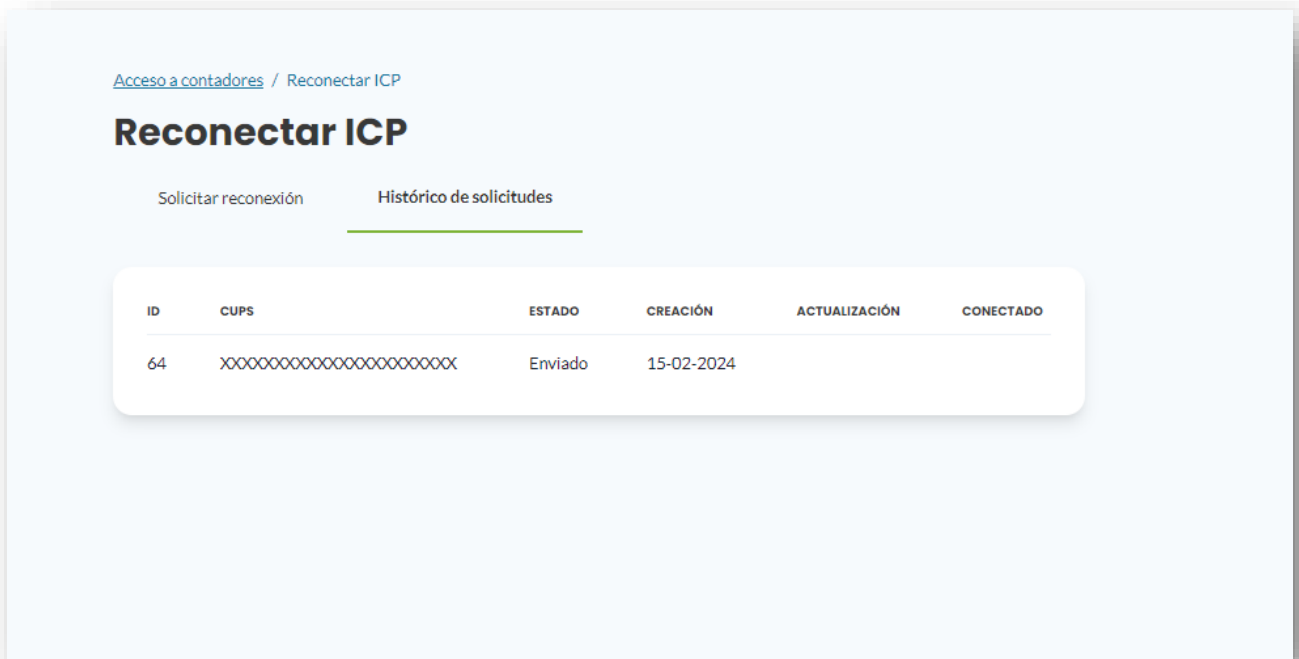 Acceso a contadores / Reconectar ICP
Reconectar ICP
Solicitar reconexión Histórico de solicitudes
ID CUPS ESTADO CREACIÓN ACTUALIZACIÓN CONECTADO
64 XXXXXXXXXXXXXXXXXXXXXX Enviado 15-02-2024